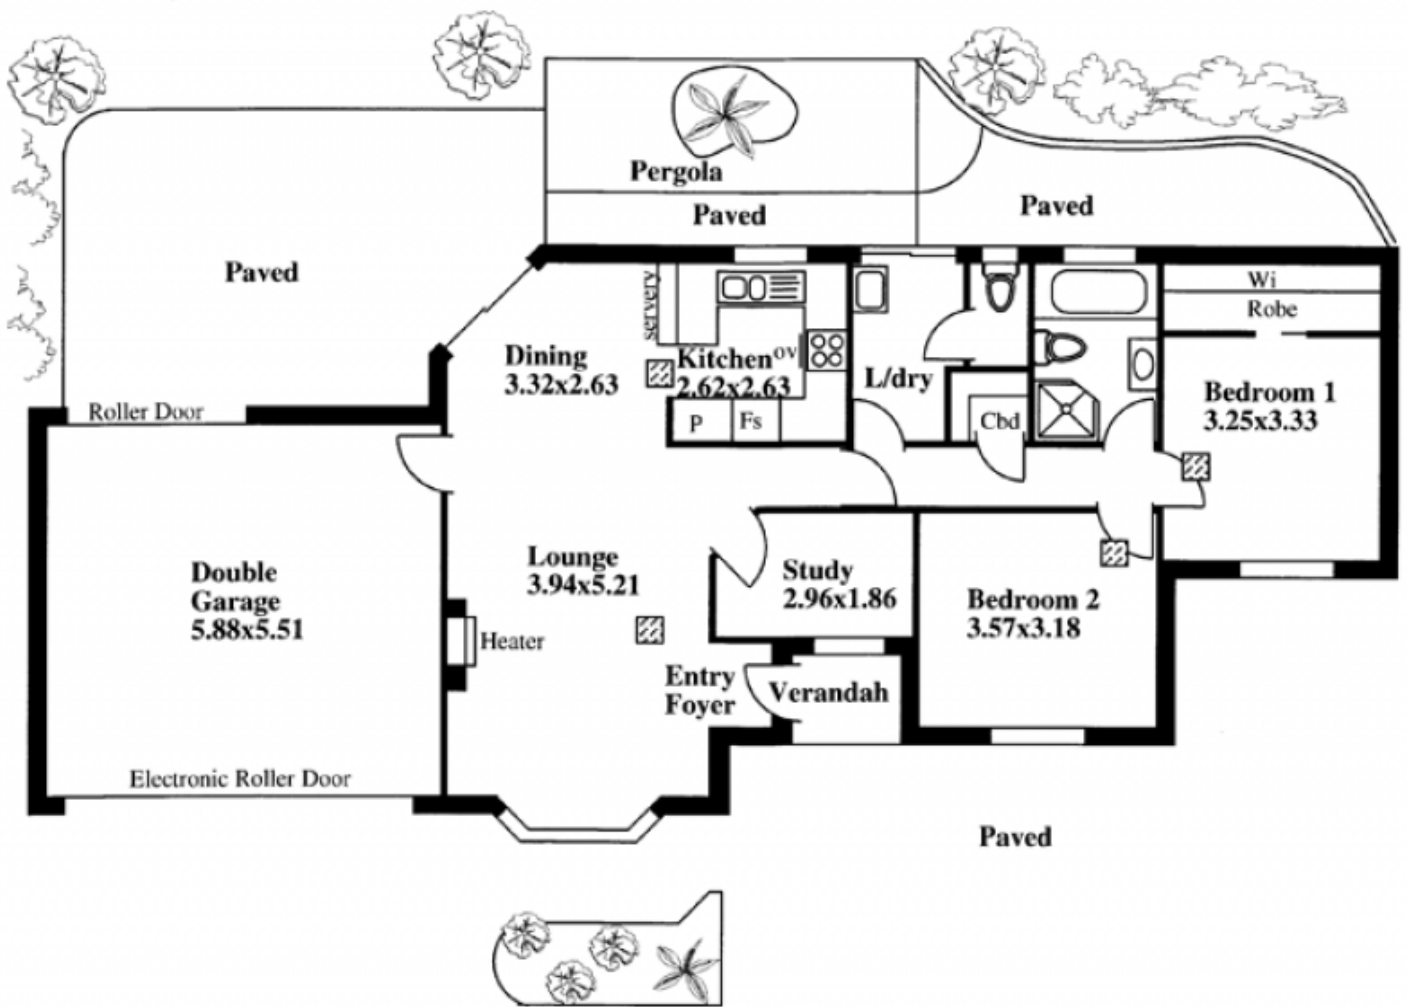 Pergola
Paved
Paved
Paved
servery
Wi
Robe
Dining
3.32x2.63
Kitchen
OV
2.62x2.63
L/dry
Bedroom 1
3.25x3.33
P
Fs
Cbd
Roller Door
Double
Garage
5.88x5.51
Lounge
3.94x5.21
Study
2.96x1.86
Bedroom 2
3.57x3.18
Heater
Entry
Foyer
Verandah
Electronic Roller Door
Paved